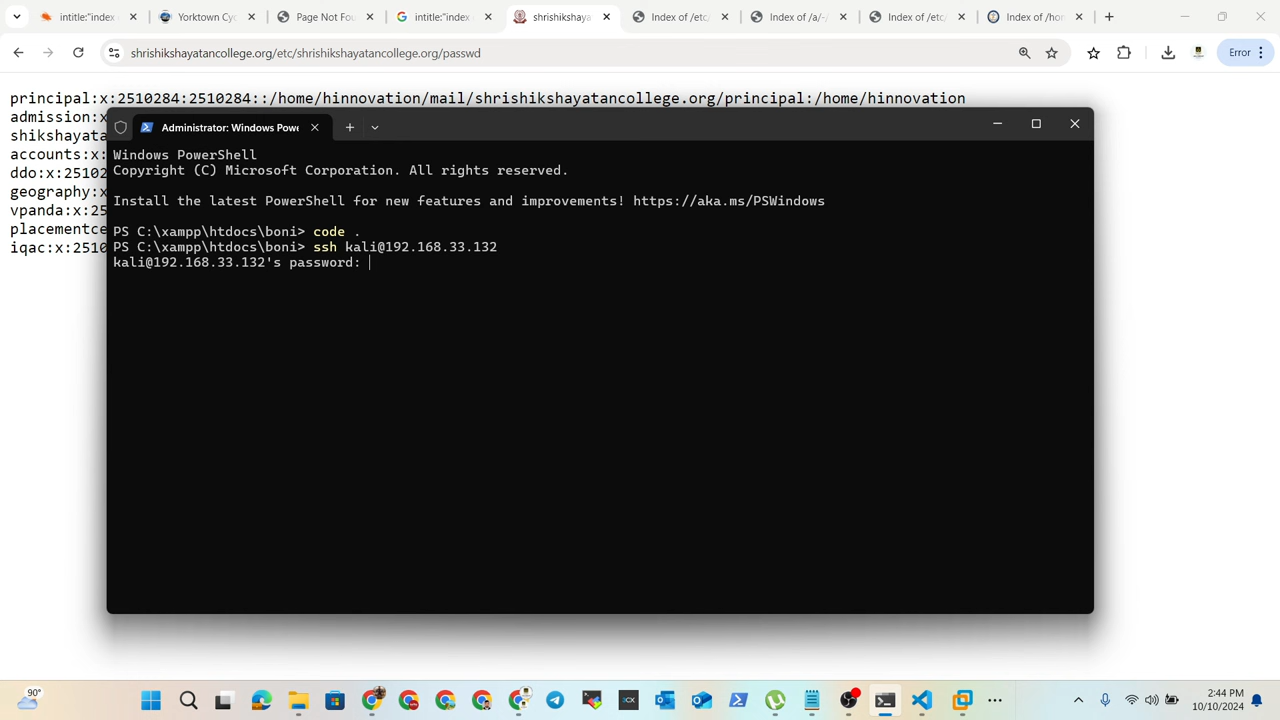 intitle:"index
Yorktown Cy
Page Not Fou
intitle:"index
shrishikshaya
Index of /etc/
Index of /a/-/
Index of /etc/
Index of /hor
shrishikshayatancollege.org/etc/shrishikshayatancollege.org/passwd
Error
principal:x:2510284:2510284::/home/hinnovation/mail/shrishikshayatancollege.org/principal:/home/hinnovation
admission:x
shikshayata
accounts:x:
ddo:x:2510
geography:x
vpanda:x:25
placementce
iqac:x:2510
Administrator: Windows Powe
Windows PowerShell
Copyright (C) Microsoft Corporation. All rights reserved.
Install the latest PowerShell for new features and improvements! https://aka.ms/PSWindows
PS C:\xampp\htdocs\boni> code .
PS C:\xampp\htdocs\boni> ssh kali@192.168.33.132
kali@192.168.33.132's password:
90°
2:44 PM
10/10/2024